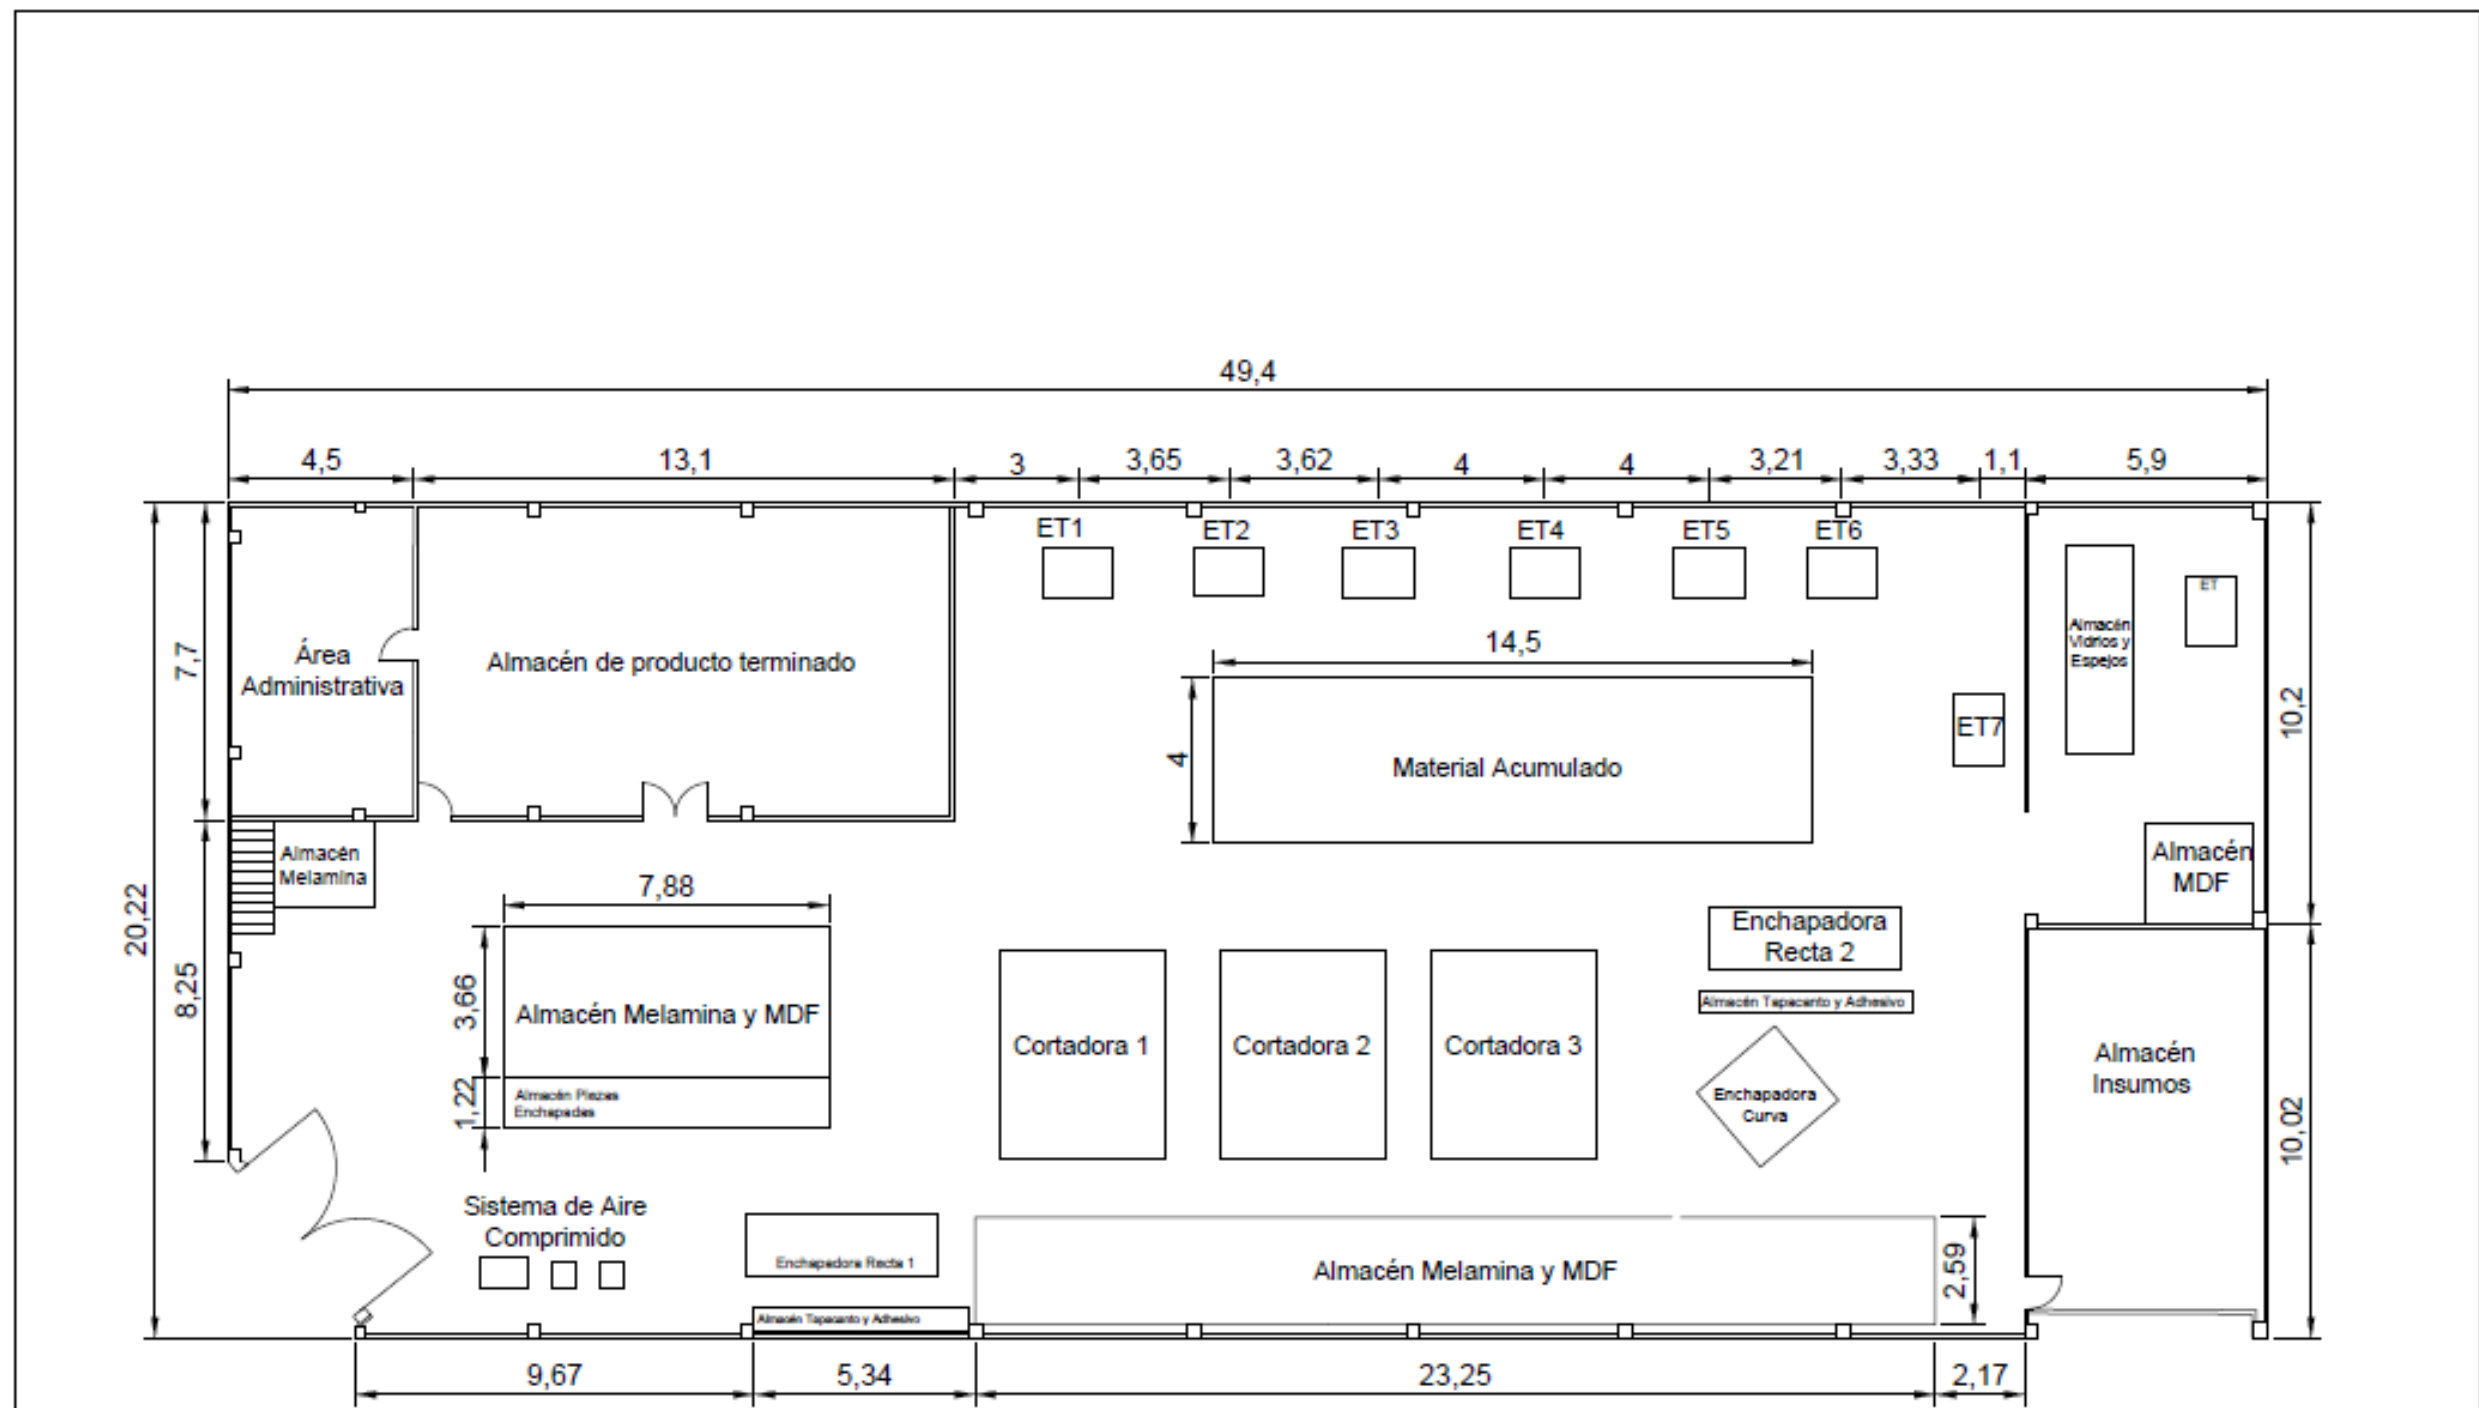 49,4
4,5
13,1
3
3,65
3,62
4
4
3,21
3,33
1,1
5,9
ET1
ET2
ET3
ET4
ET5
ET6
ET
7,7
Área
Administrativa
Almacén de producto terminado
14,5
4
Material Acumulado
ET7
Almacén
Vidrios y
Espejos
10,2
Almacén
Melamina
Almacén
MDF
20,22
8,25
7,88
3,66
Almacén Melamina y MDF
1,22
Almacén Piezas
Enchapadas
Cortadora 1
Cortadora 2
Cortadora 3
Enchapadora
Recta 2
Almacén Tapacanto y Adhesivo
Enchapadora
Curva
Almacén
Insumos
10,02
Sistema de Aire
Comprimido
Enchapadora Recta 1
Almacén Tapacanto y Adhesivo
Almacén Melamina y MDF
2,59
9,67
5,34
23,25
2,17